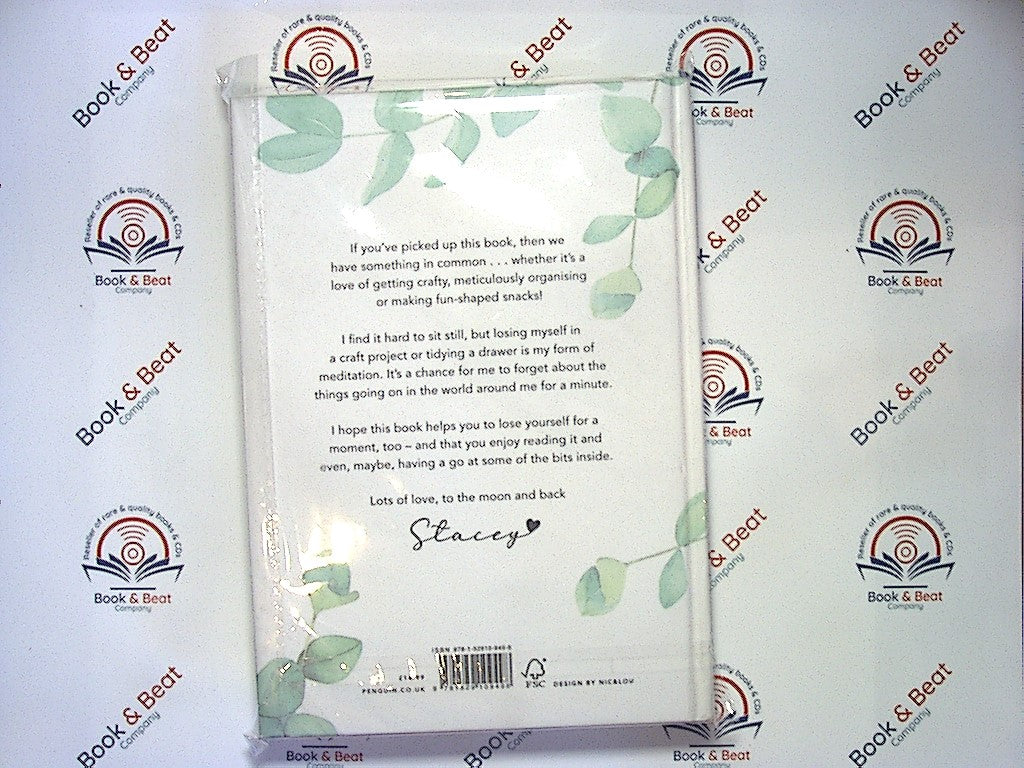 If you've picked up this book, then we
have something in common . . . whether it's a
love of getting crafty, meticulously organising
or making fun-shaped snacks!
I find it hard to sit still, but losing myself in
a craft project or tidying a drawer is my form of
meditation. It's a chance for me to forget about the
things going on in the world around me for a minute.
I hope this book helps you to lose yourself for a
moment, too – and that you enjoy reading it and
even, maybe, having a go at some of the bits inside.
Lots of love, to the moon and back
Stacey
PENGUIN.CO.UK
FSC
DESIGN BY NIC&LOU
Reseller of rare & quality books & CDs
Book & Beat
Company